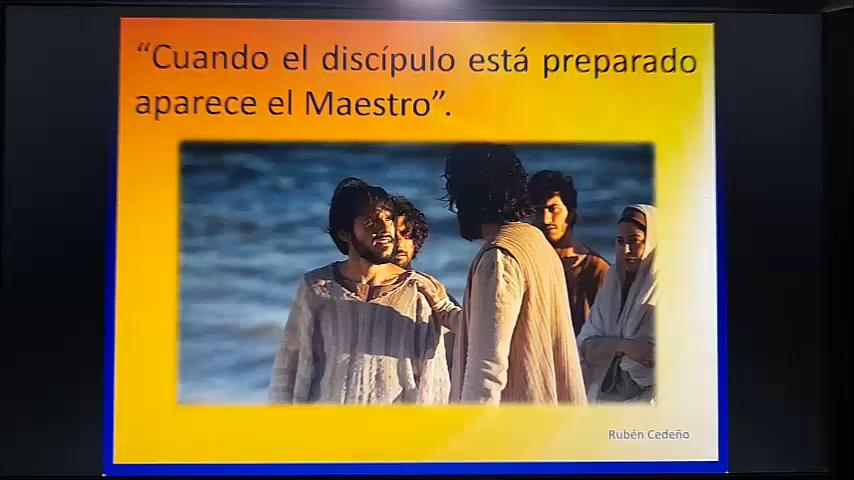 “Cuando el discípulo está preparado
aparece el Maestro”.
Rubén Cedeño